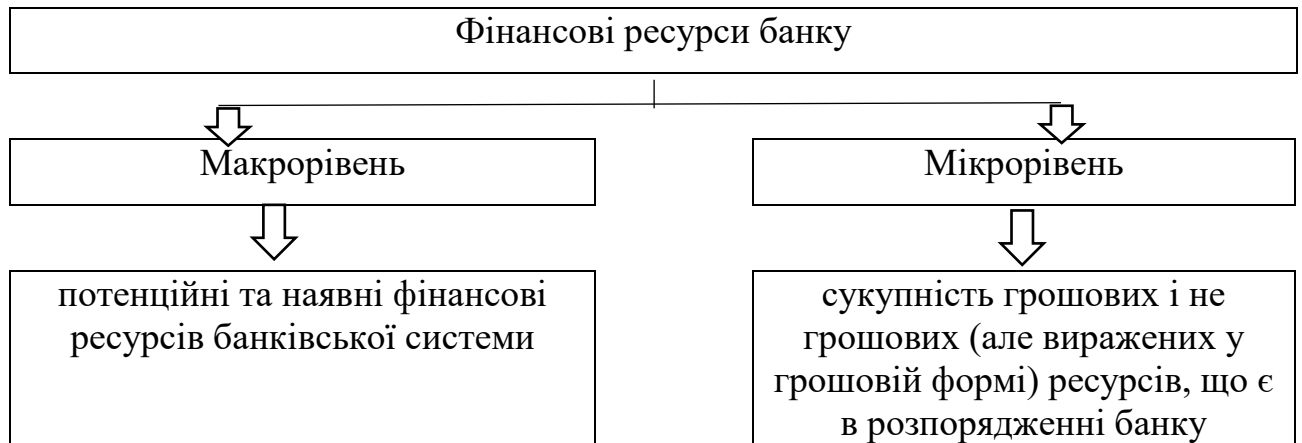 Фінансові ресурси банку
Макрорівень
Мікрорівень
потенційні та наявні фінансові
ресурсів банківської системи
сукупність грошових і не
грошових (але виражених у
грошовій формі) ресурсів, що є
в розпорядженні банку